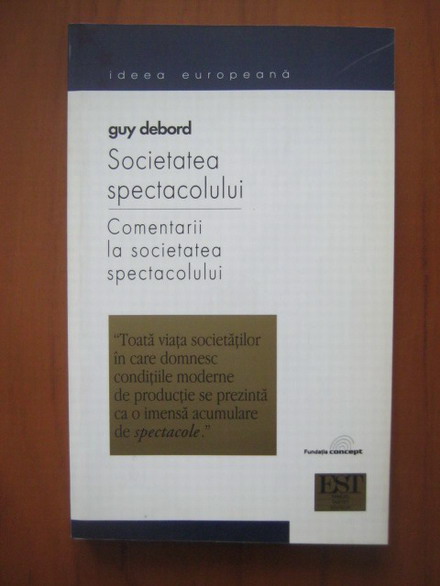 ideea europeană
guy debord
Societatea
spectacolului
Comentarii
la societatea
spectacolului
“Toată viața societăților
în care domnesc
condițiile moderne
de producție se prezintă
ca o imensă acumulare
de spectacole.”
Fundația concept
EST